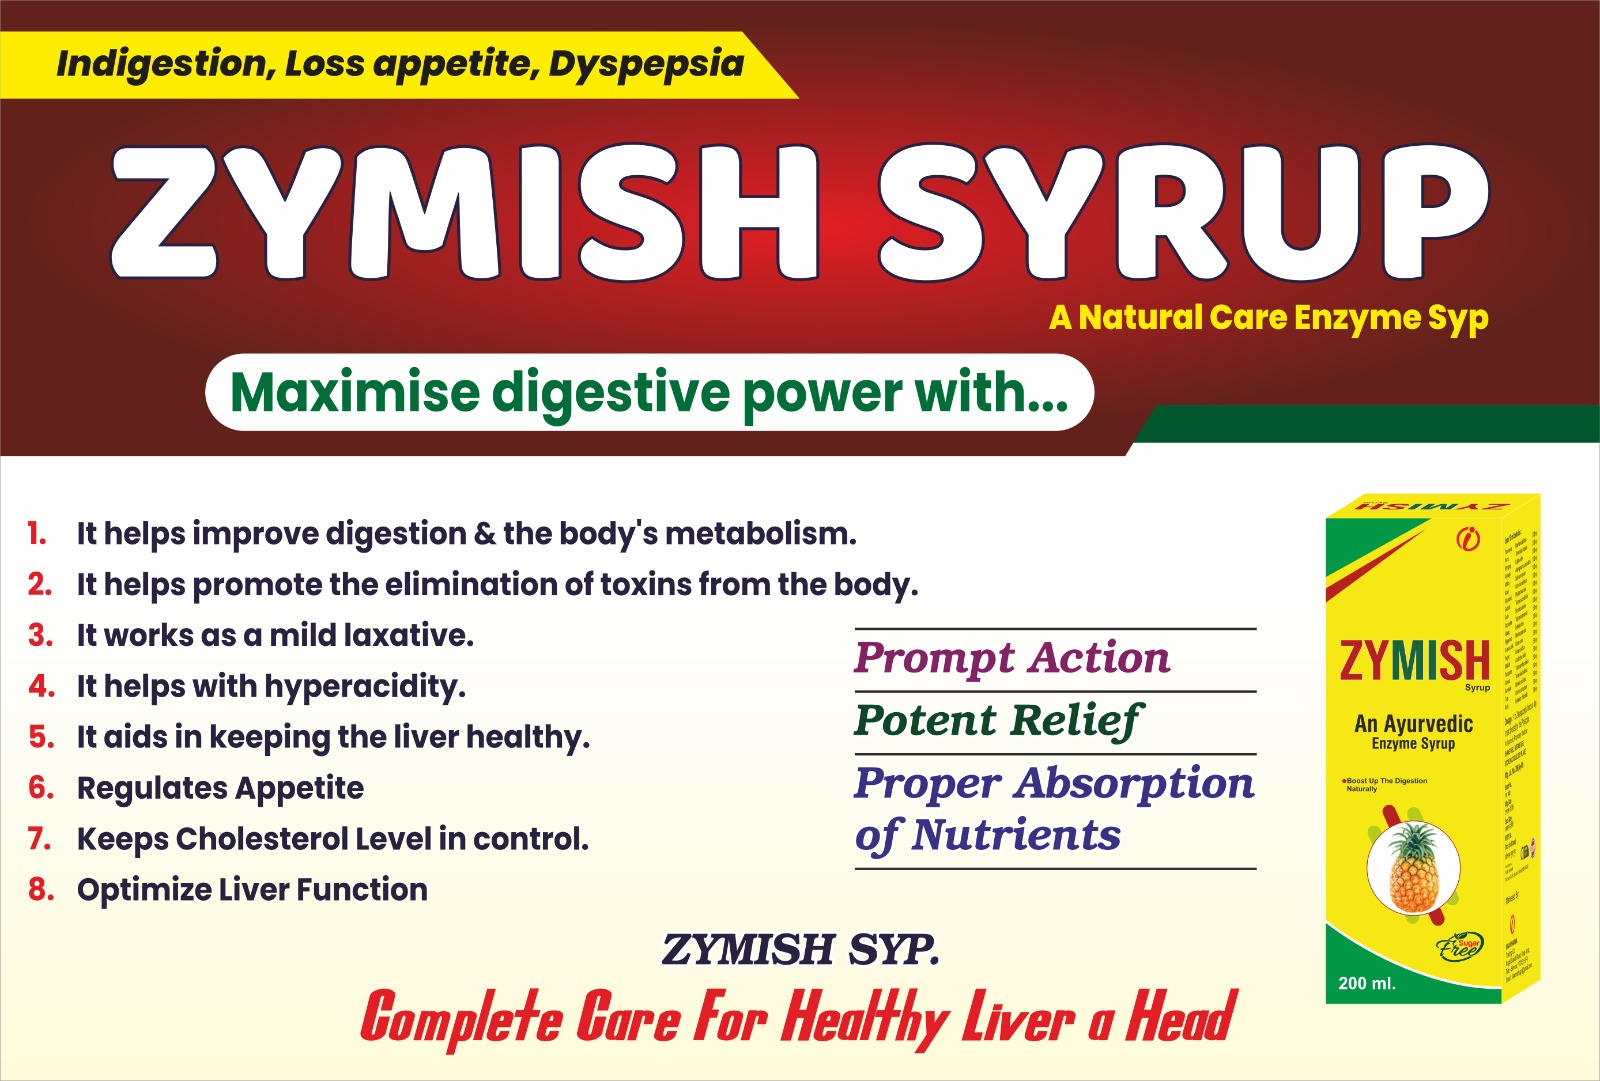 Indigestion, Loss appetite, Dyspepsia
ZYMISH SYRUP
A Natural Care Enzyme Syp
Maximise digestive power with...
1. It helps improve digestion & the body's metabolism.
2. It helps promote the elimination of toxins from the body.
3. It works as a mild laxative.
4. It helps with hyperacidity.
5. It aids in keeping the liver healthy.
6. Regulates Appetite
7. Keeps Cholesterol Level in control.
8. Optimize Liver Function
Prompt Action
Potent Relief
Proper Absorption
of Nutrients
ZYMISH SYP.
Complete Care For Healthy Liver a Head
ZYMISH
ZYMISH
Syrup
An Ayurvedic
Enzyme Syrup
Boost Up The Digestion
Naturally
Sugar
Free
200 ml.